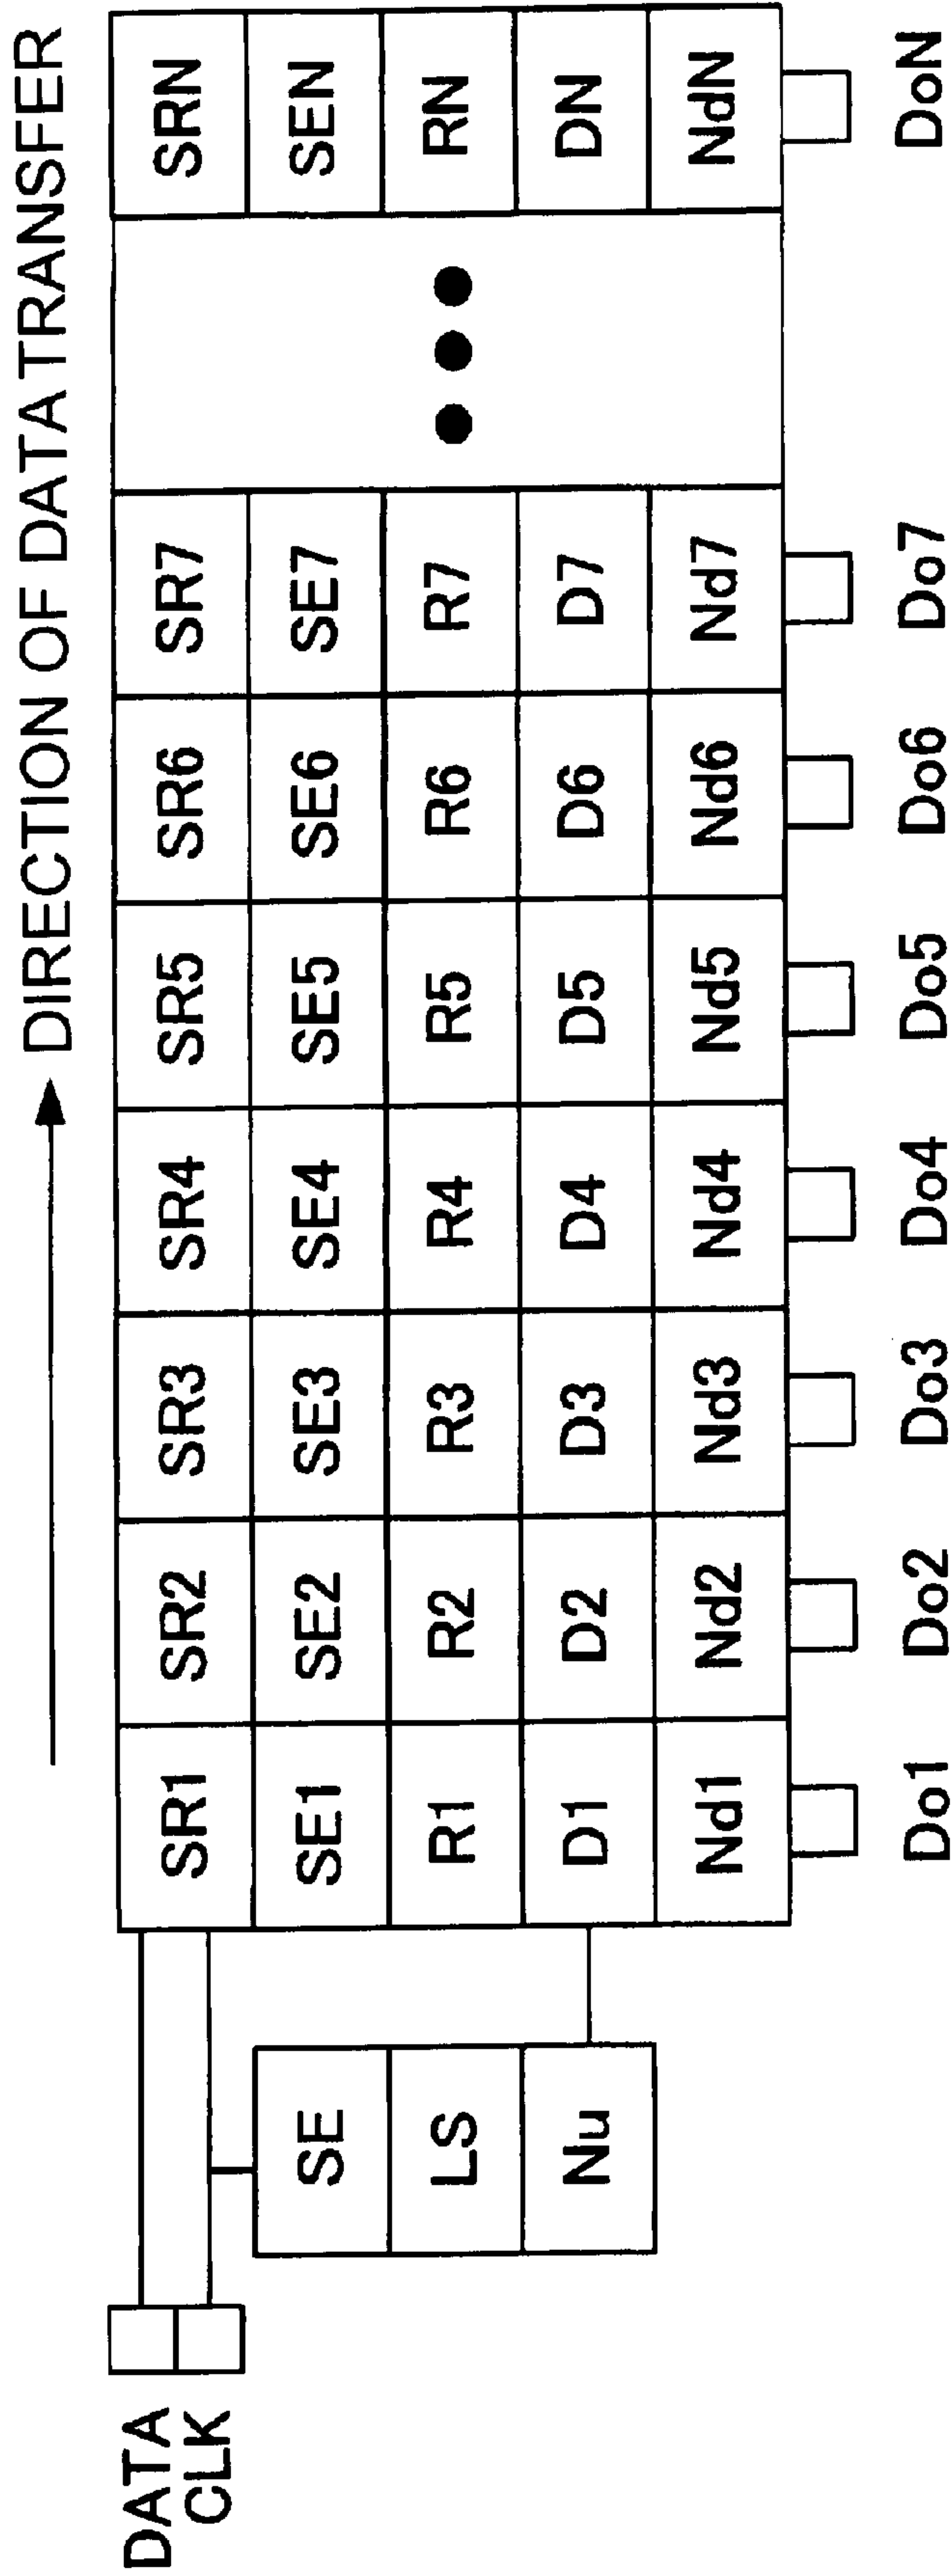 DIRECTION OF DATA TRANSFER
DATA
CLK
SR1 SR2 SR3 SR4 SR5 SR6 SR7 SRN
SE SE1 SE2 SE3 SE4 SE5 SE6 SE7 SEN
LS R1 R2 R3 R4 R5 R6 R7 RN
Nu D1 D2 D3 D4 D5 D6 D7 DN
Nd1 Nd2 Nd3 Nd4 Nd5 Nd6 Nd7 NdN
Do1 Do2 Do3 Do4 Do5 Do6 Do7 DoN